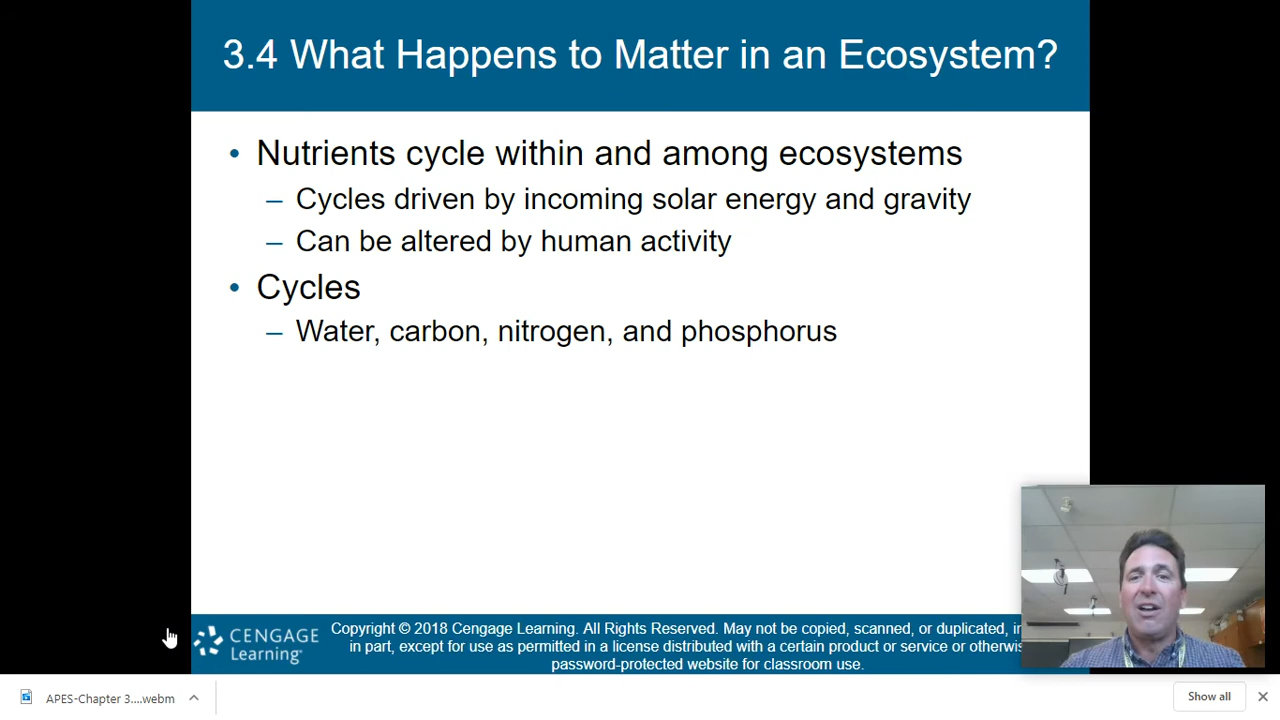 3.4 What Happens to Matter in an Ecosystem?
• Nutrients cycle within and among ecosystems
– Cycles driven by incoming solar energy and gravity
– Can be altered by human activity
• Cycles
– Water, carbon, nitrogen, and phosphorus
CENGAGE
Learning
Copyright © 2018 Cengage Learning. All Rights Reserved. May not be copied, scanned, or duplicated,
in part, except for use as permitted in a license distributed with a certain product or service or
password-protected website for classroom use.
APES-Chapter 3....webm
Show all